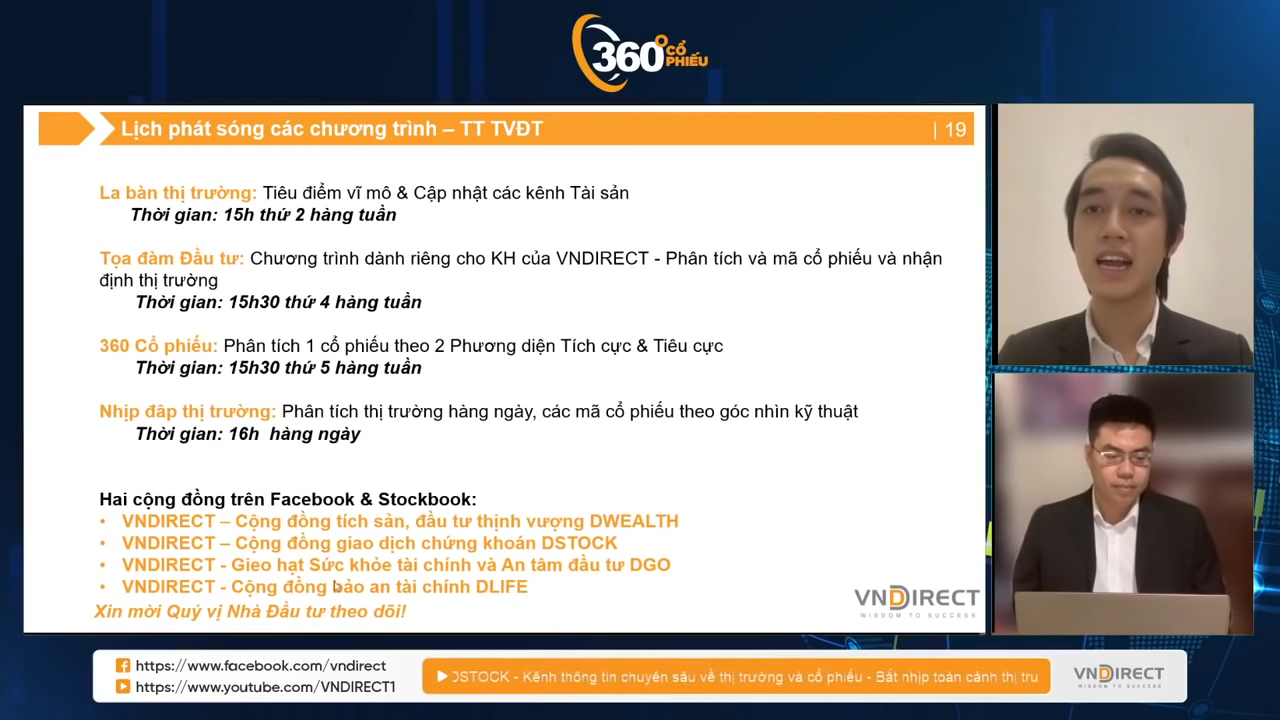 360° CỔ PHIẾU
Lịch phát sóng các chương trình – TT TVĐT
| 19
La bàn thị trường: Tiêu điểm vĩ mô & Cập nhật các kênh Tài sản
Thời gian: 15h thứ 2 hàng tuần
Tọa đàm Đầu tư: Chương trình dành riêng cho KH của VNDIRECT - Phân tích và mã cổ phiếu và nhận
định thị trường
Thời gian: 15h30 thứ 4 hàng tuần
360 Cổ phiếu: Phân tích 1 cổ phiếu theo 2 Phương diện Tích cực & Tiêu cực
Thời gian: 15h30 thứ 5 hàng tuần
Nhịp đập thị trường: Phân tích thị trường hàng ngày, các mã cổ phiếu theo góc nhìn kỹ thuật
Thời gian: 16h hàng ngày
Hai cộng đồng trên Facebook & Stockbook:
• VNDIRECT – Cộng đồng tích sản, đầu tư thịnh vượng DWEALTH
• VNDIRECT – Cộng đồng giao dịch chứng khoán DSTOCK
• VNDIRECT - Gieo hạt Sức khỏe tài chính và An tâm đầu tư DGO
• VNDIRECT - Cộng đồng bảo an tài chính DLIFE
Xin mời Quý vị Nhà Đầu tư theo dõi!
VNDIRECT
WISDOM TO SUCCESS
https://www.facebook.com/vndirect
https://www.youtube.com/VNDIRECT1
DSTOCK - Kênh thông tin chuyên sâu về thị trường và cổ phiếu - Bắt nhịp toàn cảnh thị tru
VNDIRECT
WISDOM TO SUCCESS